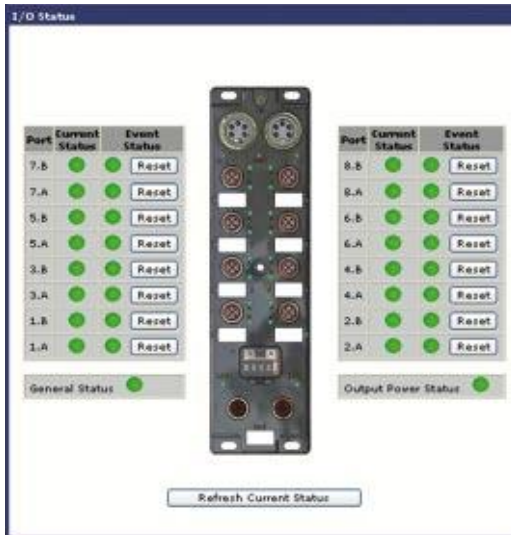 I/O Status
Port Current Status Event Status
7.B Reset
7.A Reset
5.B Reset
5.A Reset
3.B Reset
3.A Reset
1.B Reset
1.A Reset
General Status
Port Current Status Event Status
8.B Reset
8.A Reset
6.B Reset
6.A Reset
4.B Reset
4.A Reset
2.B Reset
2.A Reset
Output Power Status
Refresh Current Status